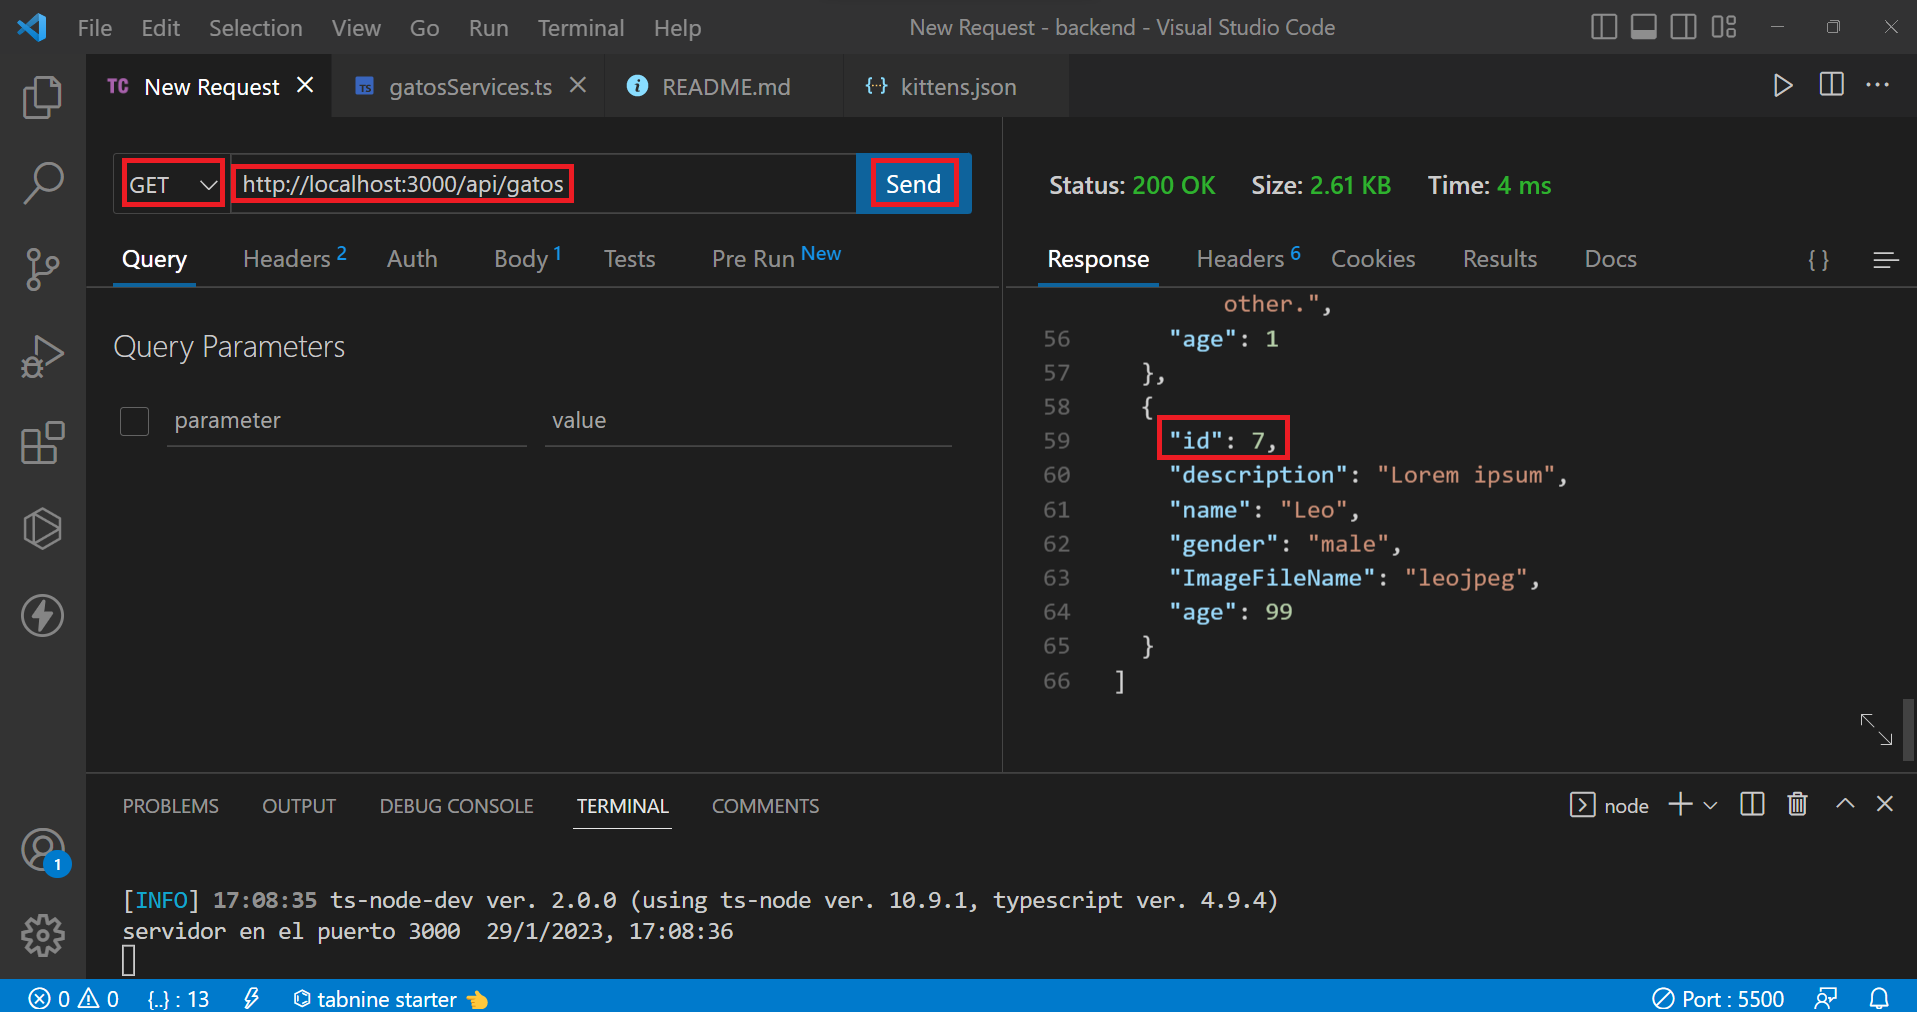 File Edit Selection View Go Run Terminal Help New Request - backend - Visual Studio Code
TC New Request gatosServices.ts README.md kittens.json
GET http://localhost:3000/api/gatos Send
Query Headers 2 Auth Body 1 Tests Pre Run New
Query Parameters
parameter value
Status: 200 OK Size: 2.61 KB Time: 4 ms
Response Headers 6 Cookies Results Docs { }
other.",
56 "age": 1
57 },
58 {
59 "id": 7,
60 "description": "Lorem ipsum",
61 "name": "Leo",
62 "gender": "male",
63 "ImageFileName": "leojpeg",
64 "age": 99
65 }
66 ]
PROBLEMS OUTPUT DEBUG CONSOLE TERMINAL COMMENTS node
[INFO] 17:08:35 ts-node-dev ver. 2.0.0 (using ts-node ver. 10.9.1, typescript ver. 4.9.4)
servidor en el puerto 3000  29/1/2023, 17:08:36
1
0 0 {..} : 13 tabnine starter Port : 5500